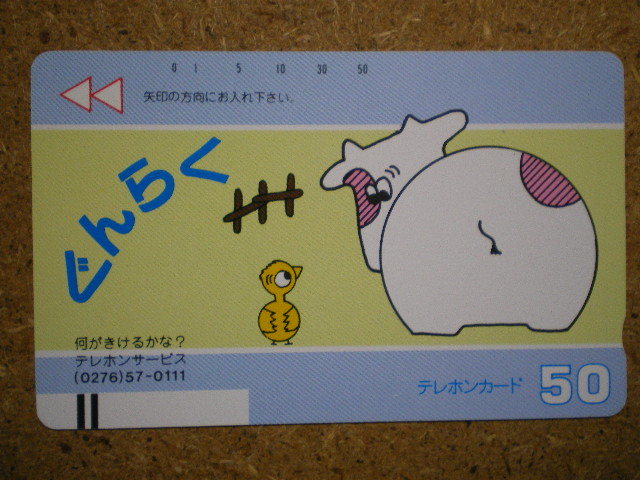 0 1 5 10 30 50
矢印の方向にお入れ下さい.
ぐんらく
何がきけるかな?
テレホンサービス
(0276)57-0111
テレホンカード 50